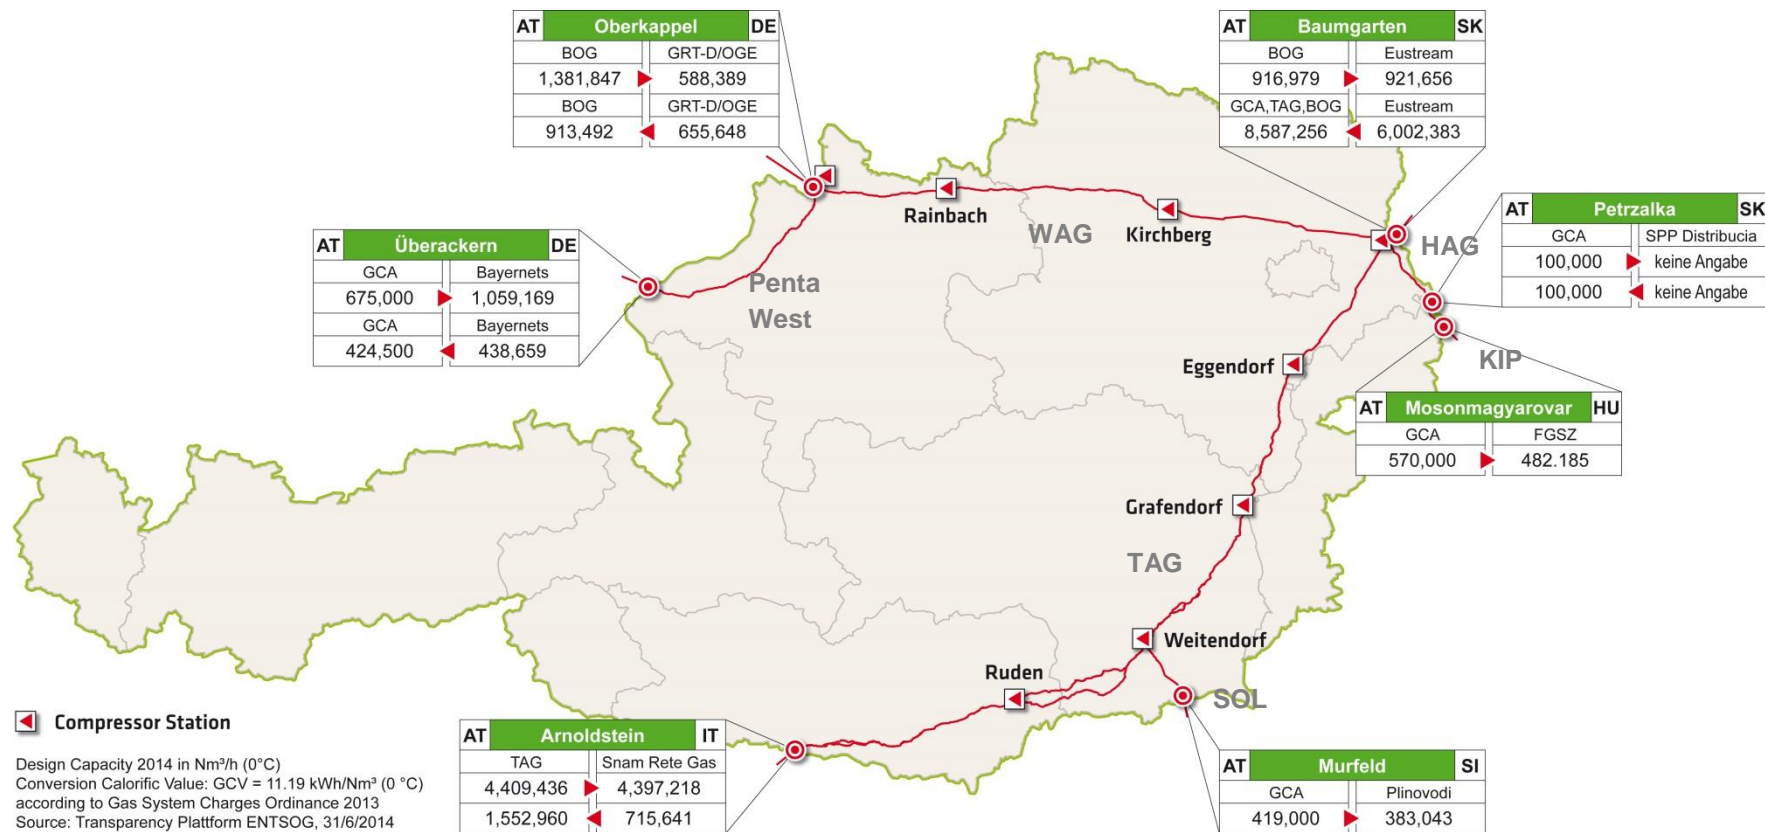 AT Oberkappel DE
BOG GRT-D/OGE
1,381,847 588,389
BOG GRT-D/OGE
913,492 655,648
AT Baumgarten SK
BOG Eustream
916,979 921,656
GCA,TAG,BOG Eustream
8,587,256 6,002,383
AT Petrzalka SK
GCA SPP Distribucia
100,000 keine Angabe
100,000 keine Angabe
AT Überackern DE
GCA Bayernets
675,000 1,059,169
GCA Bayernets
424,500 438,659
Rainbach
WAG
Kirchberg
HAG
Penta
West
Eggendorf
KIP
AT Mosonmagyarovar HU
GCA FGSZ
570,000 482.185
Grafendorf
TAG
Weitendorf
Ruden
SOL
Compressor Station
AT Arnoldstein IT
TAG Snam Rete Gas
4,409,436 4,397,218
1,552,960 715,641
AT Murfeld SI
GCA Plinovodi
419,000 383,043
Design Capacity 2014 in Nm³/h (0°C)
Conversion Calorific Value: GCV = 11.19 kWh/Nm³ (0 °C)
according to Gas System Charges Ordinance 2013
Source: Transparency Plattform ENTSOG, 31/6/2014